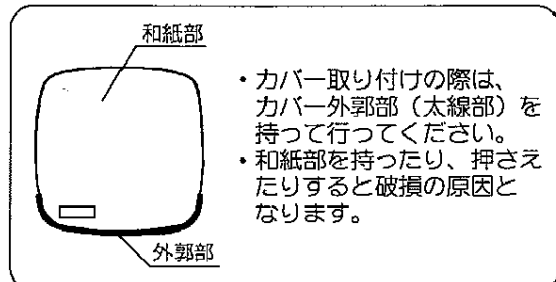 和紙部
・カバー取り付けの際は、
カバー外郭部（太線部）を
持って行ってください。
・和紙部を持ったり、押さえ
たりすると破損の原因と
なります。
外郭部